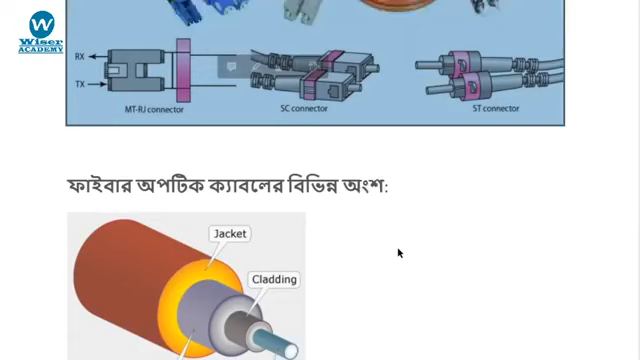 W
Wiser
ACADEMY
RX
TX
MT-RJ connector
SC connector
ST connector
ফাইবার অপটিক ক্যাবলের বিভিন্ন অংশ:
Jacket
Cladding